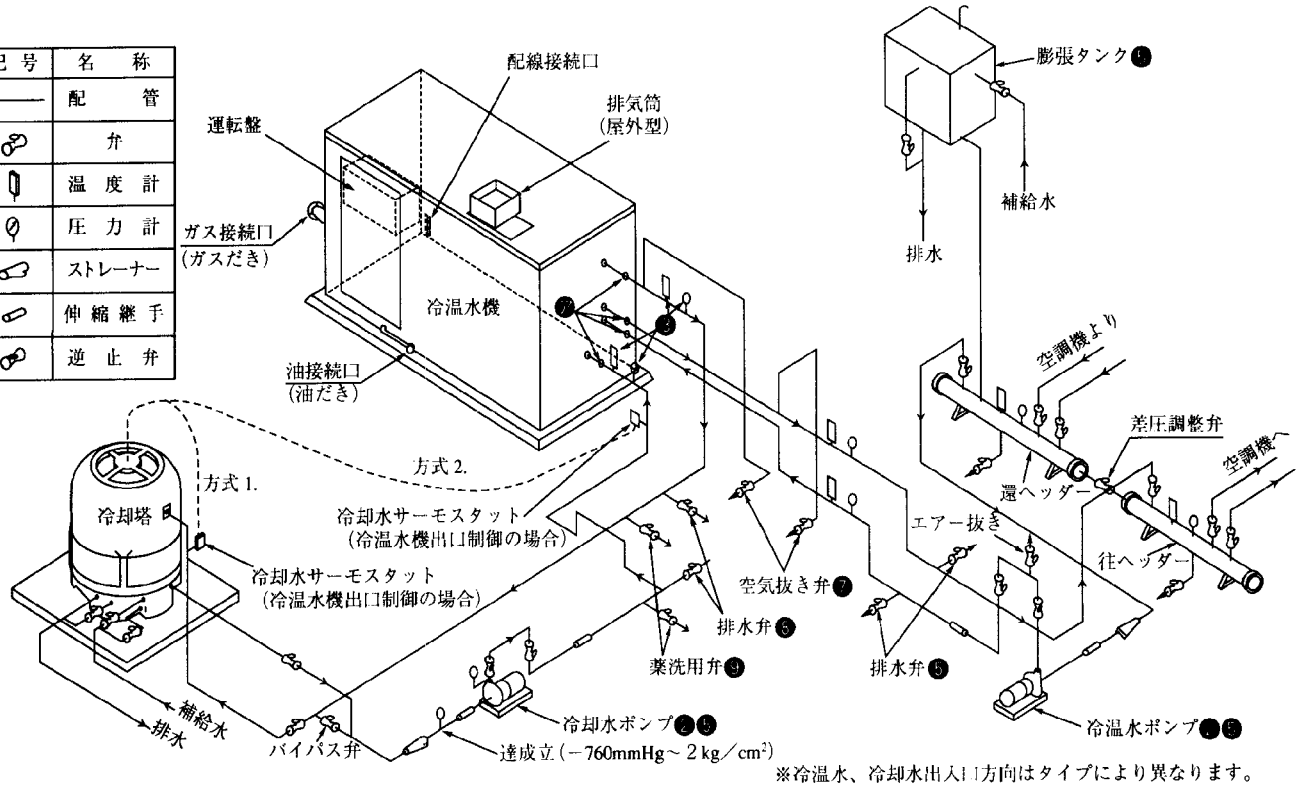 記号 名称
配管
弁
温度計
圧力計
ストレーナー
伸縮継手
逆止弁
運転盤
配線接続口
排気筒
(屋外型)
ガス接続口
(ガスだき)
冷温水機
油接続口
(油だき)
膨張タンク
補給水
排水
空調機より
差圧調整弁
空調機へ
還ヘッダー
往ヘッダー
エアー抜き
方式1.
方式2.
冷却塔
冷却水サーモスタット
(冷温水機出口制御の場合)
冷却水サーモスタット
(冷温水機出口制御の場合)
空気抜き弁❼
排水弁❻
薬洗用弁❾
排水弁
冷却水ポンプ❷
冷温水ポンプ
補給水
排水
バイパス弁
達成立(−760mmHg〜2kg/cm²)
※冷温水、冷却水出入口方向はタイプにより異なります。